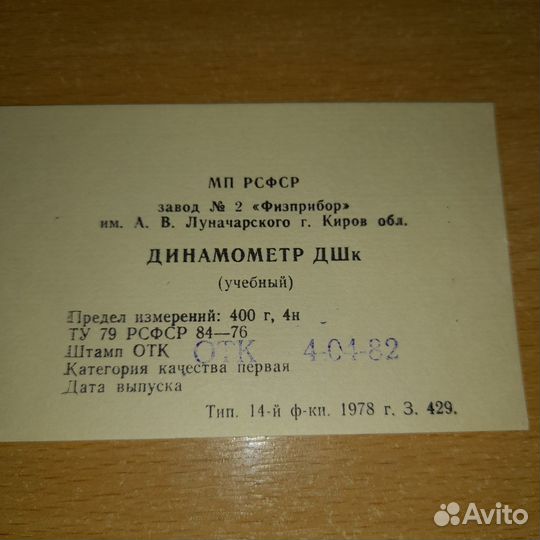 МП РСФСР
завод № 2 «Физприбор»
им. А. В. Луначарского г. Киров обл.
ДИНАМОМЕТР ДШк
(учебный)
Предел измерений: 400 г, 4н
ТУ 79 РСФСР 84—76
Штамп ОТК ОТК 4-04-82
Категория качества первая
Дата выпуска
Тип. 14-й ф-ки. 1978 г. З. 429.
Avito